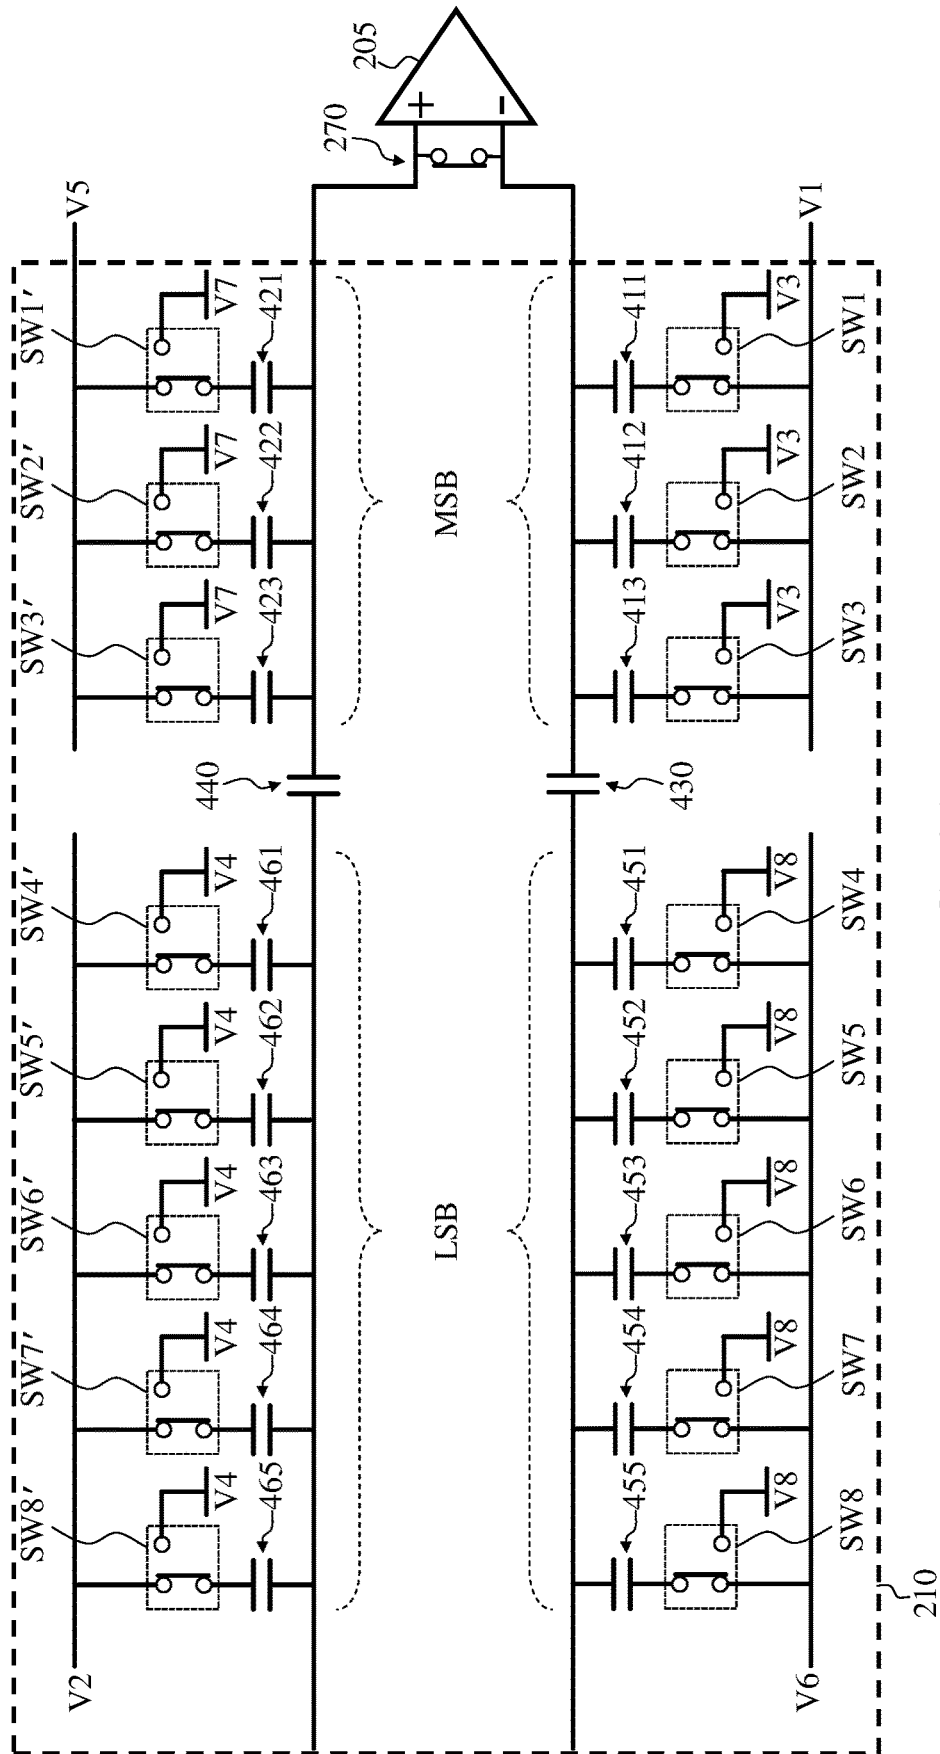 205
270
+
-
V5
SW1′
V7
421
SW2′
V7
422
SW3′
V7
423
MSB
411
V3
SW1
412
V3
SW2
413
V3
SW3
V1
440
430
SW4′
V4
461
SW5′
V4
462
SW6′
V4
463
SW7′
V4
464
SW8′
V4
465
V2
LSB
451
V8
SW4
452
V8
SW5
453
V8
SW6
454
V8
SW7
455
V8
SW8
V6
210